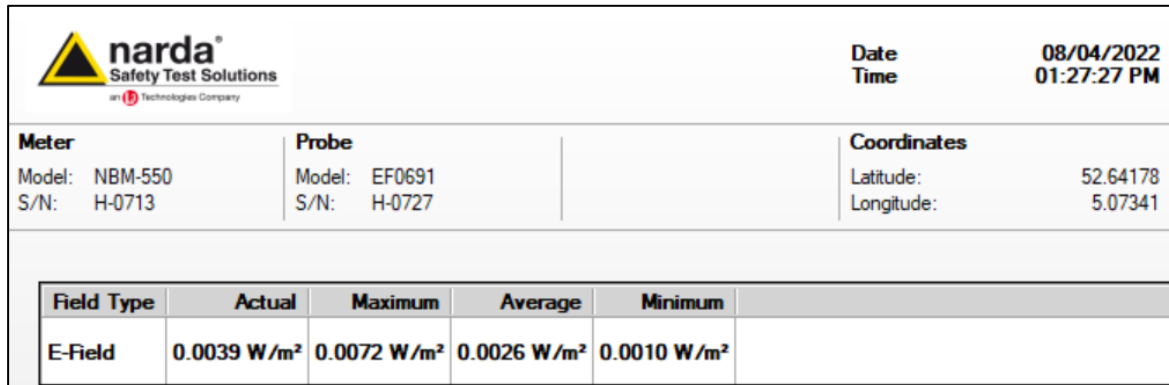 narda®
Safety Test Solutions
an L3 Technologies Company
Date 08/04/2022
Time 01:27:27 PM
Meter
Model: NBM-550
S/N: H-0713
Probe
Model: EF0691
S/N: H-0727
Coordinates
Latitude: 52.64178
Longitude: 5.07341
Field Type Actual Maximum Average Minimum
E-Field 0.0039 W/m² 0.0072 W/m² 0.0026 W/m² 0.0010 W/m²